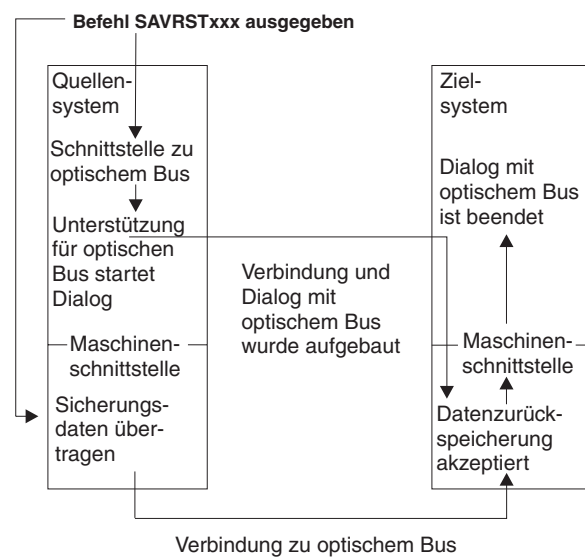 Befehl SAVRSTxxx ausgegeben
Quellen-
system
Schnittstelle zu
optischem Bus
Unterstützung
für optischen
Bus startet
Dialog
Maschinen-
schnittstelle
Sicherungs-
daten über-
tragen
Verbindung und
Dialog mit
optischem Bus
wurde aufgebaut
Ziel-
system
Dialog mit
optischem Bus
ist beendet
Maschinen-
schnittstelle
Datenzurück-
speicherung
akzeptiert
Verbindung zu optischem Bus